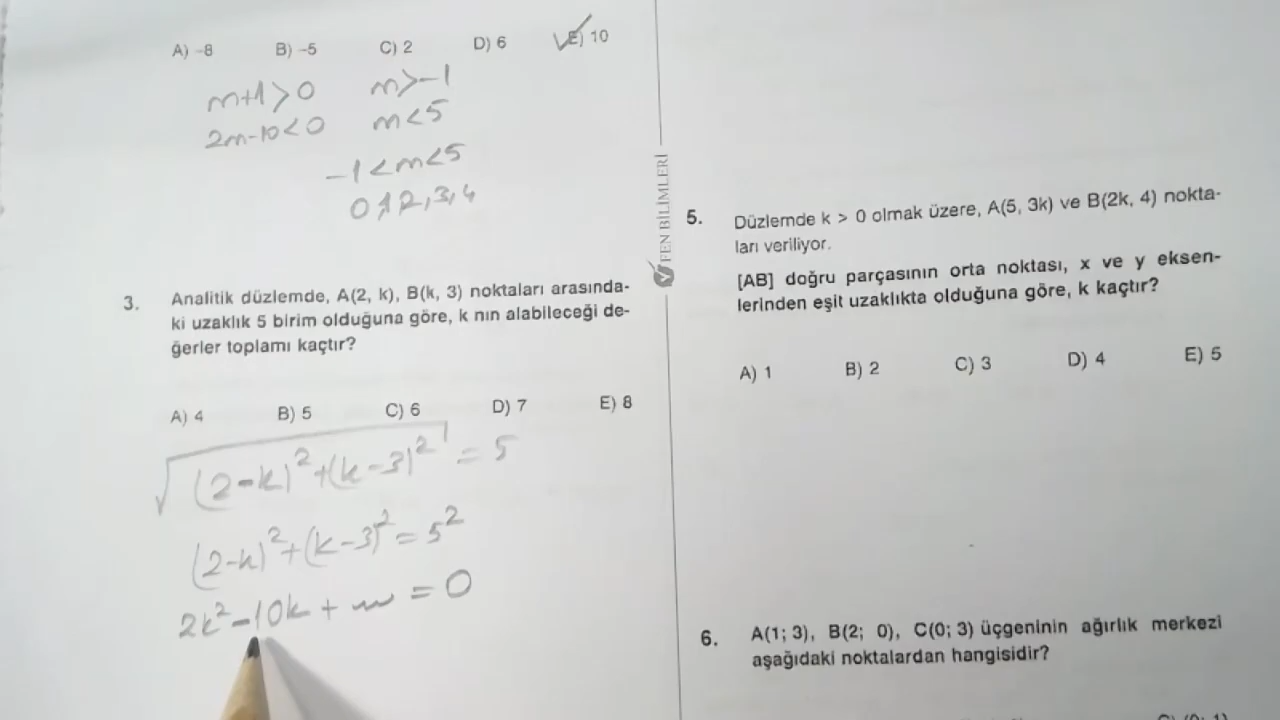 A) –8 B) –5 C) 2 D) 6 E) 10
m+1>0 m>-1
2m-10<0 m<5
-1<m<5
0,1,2,3,4
3. Analitik düzlemde, A(2, k), B(k, 3) noktaları arasında-
ki uzaklık 5 birim olduğuna göre, k nın alabileceği de-
ğerler toplamı kaçtır?
A) 4 B) 5 C) 6 D) 7 E) 8
√(2-k)²+(k-3)² = 5
(2-k)²+(k-3)² = 5²
2k²-10k+ = 0
FEN BİLİMLERİ
5. Düzlemde k > 0 olmak üzere, A(5, 3k) ve B(2k, 4) nokta-
ları veriliyor.
[AB] doğru parçasının orta noktası, x ve y eksen-
lerinden eşit uzaklıkta olduğuna göre, k kaçtır?
A) 1 B) 2 C) 3 D) 4 E) 5
6. A(1; 3), B(2; 0), C(0; 3) üçgeninin ağırlık merkezi
aşağıdaki noktalardan hangisidir?